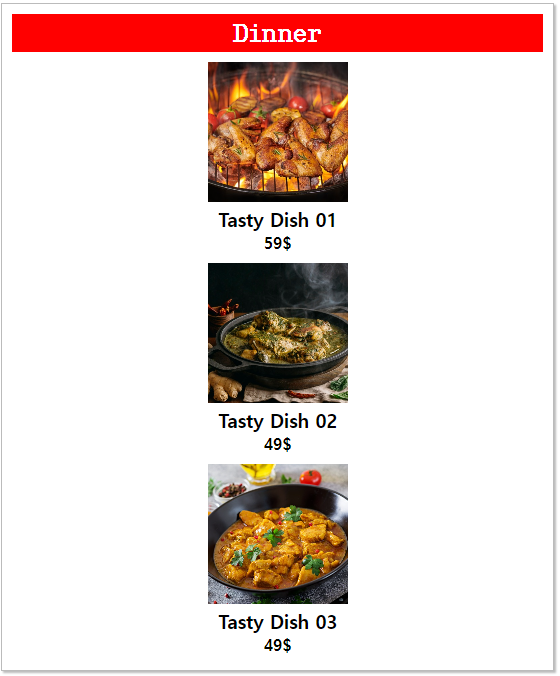 Dinner
Tasty Dish 01
59$
Tasty Dish 02
49$
Tasty Dish 03
49$